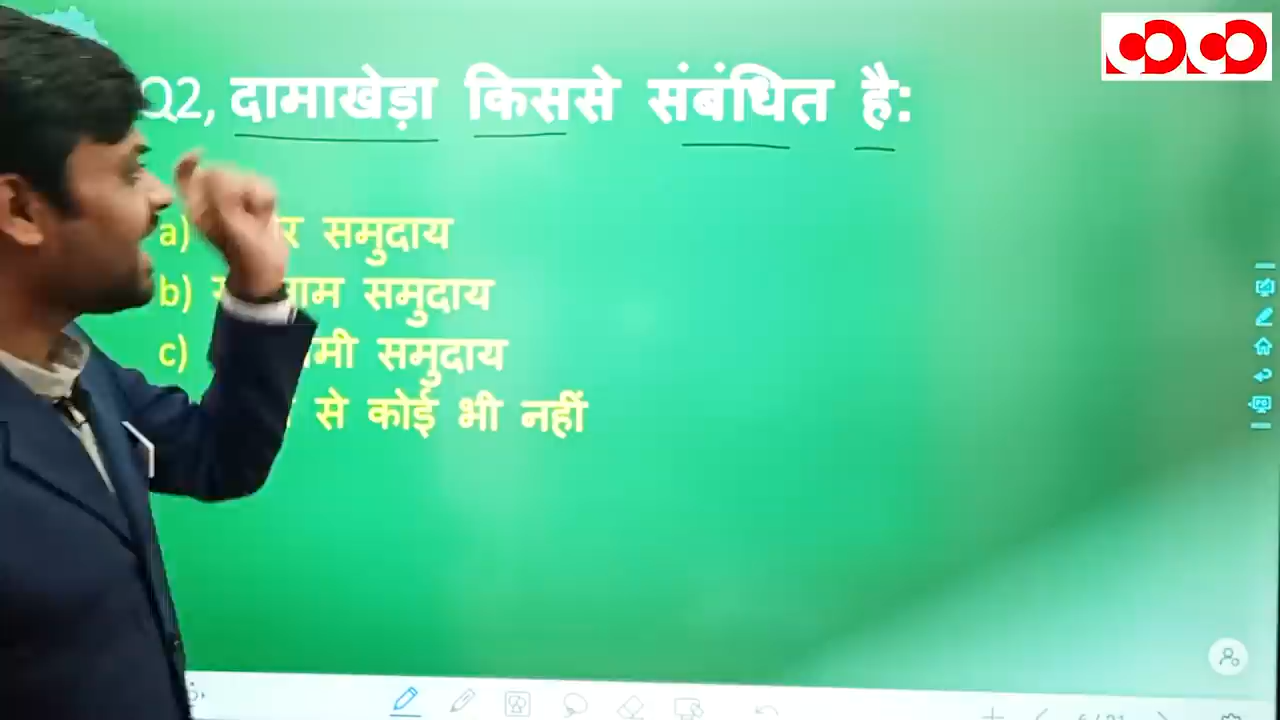 Q2, दामाखेड़ा किससे संबंधित है:
a) समुदाय
b) समुदाय
c) समुदाय
से कोई भी नहीं